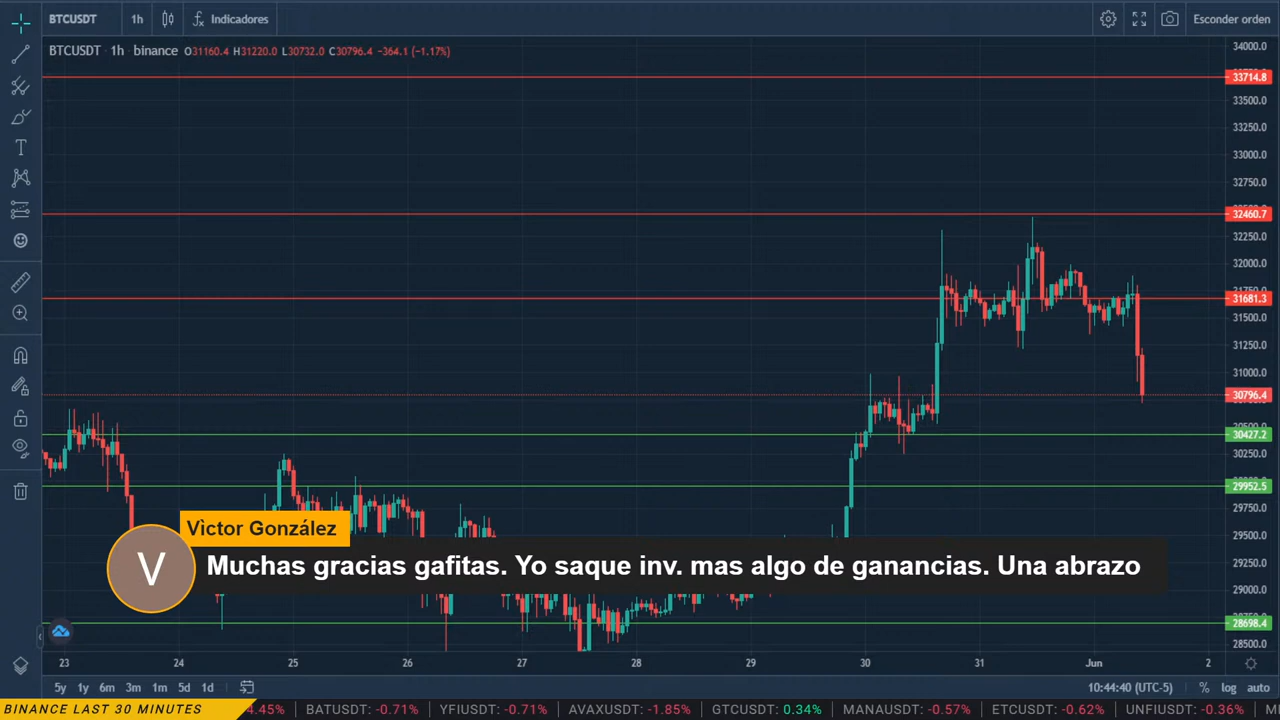 BTCUSDT 1h Indicadores Esconder orden
BTCUSDT 1h binance O31160.4 H31220.0 L30732.0 C30796.4 -364.1 (-1.17%)
34000.0
33714.8
33500.0
33250.0
33000.0
32750.0
32460.7
32250.0
32000.0
31681.3
31500.0
31250.0
31000.0
30796.4
30427.2
30250.0
29952.5
29750.0
29500.0
29250.0
29000.0
28698.4
28500.0
Vìctor González
V
Muchas gracias gafitas. Yo saque inv. mas algo de ganancias. Una abrazo
23 24 25 26 27 28 29 30 31 Jun 2
5y 1y 6m 3m 1m 5d 1d 10:44:40 (UTC-5) % log auto
BINANCE LAST 30 MINUTES 4.45% BATUSDT: -0.71% YFIUSDT: -0.71% AVAXUSDT: -1.85% GTCUSDT: 0.34% MANAUSDT: -0.57% ETCUSDT: -0.62% UNFIUSDT: -0.36%